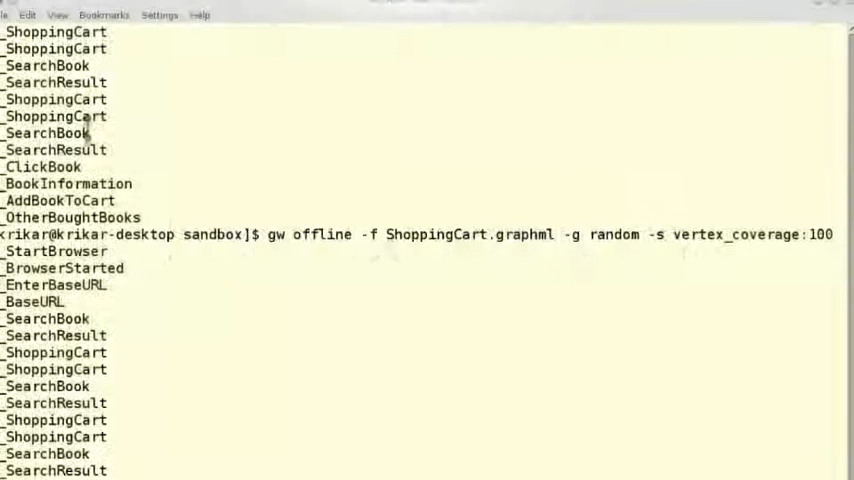 le Edit View Bookmarks Settings Help
_ShoppingCart
_ShoppingCart
_SearchBook
_SearchResult
_ShoppingCart
_ShoppingCart
_SearchBook
_SearchResult
_ClickBook
_BookInformation
_AddBookToCart
_OtherBoughtBooks
krikar@krikar-desktop sandbox]$ gw offline -f ShoppingCart.graphml -g random -s vertex_coverage:100
_StartBrowser
_BrowserStarted
_EnterBaseURL
_BaseURL
_SearchBook
_SearchResult
_ShoppingCart
_ShoppingCart
_SearchBook
_SearchResult
_ShoppingCart
_ShoppingCart
_SearchBook
_SearchResult